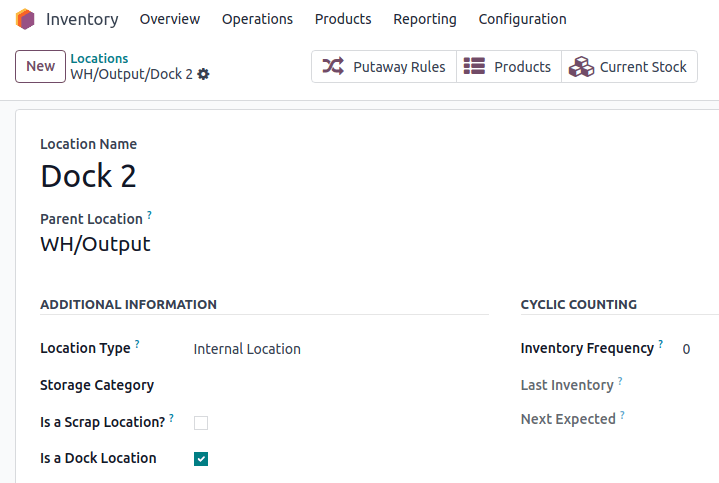 Inventory Overview Operations Products Reporting Configuration
New Locations
WH/Output/Dock 2
Putaway Rules Products Current Stock
Location Name
Dock 2
Parent Location ?
WH/Output
ADDITIONAL INFORMATION
Location Type ? Internal Location
Storage Category
Is a Scrap Location? ?
Is a Dock Location
CYCLIC COUNTING
Inventory Frequency ? 0
Last Inventory ?
Next Expected ?